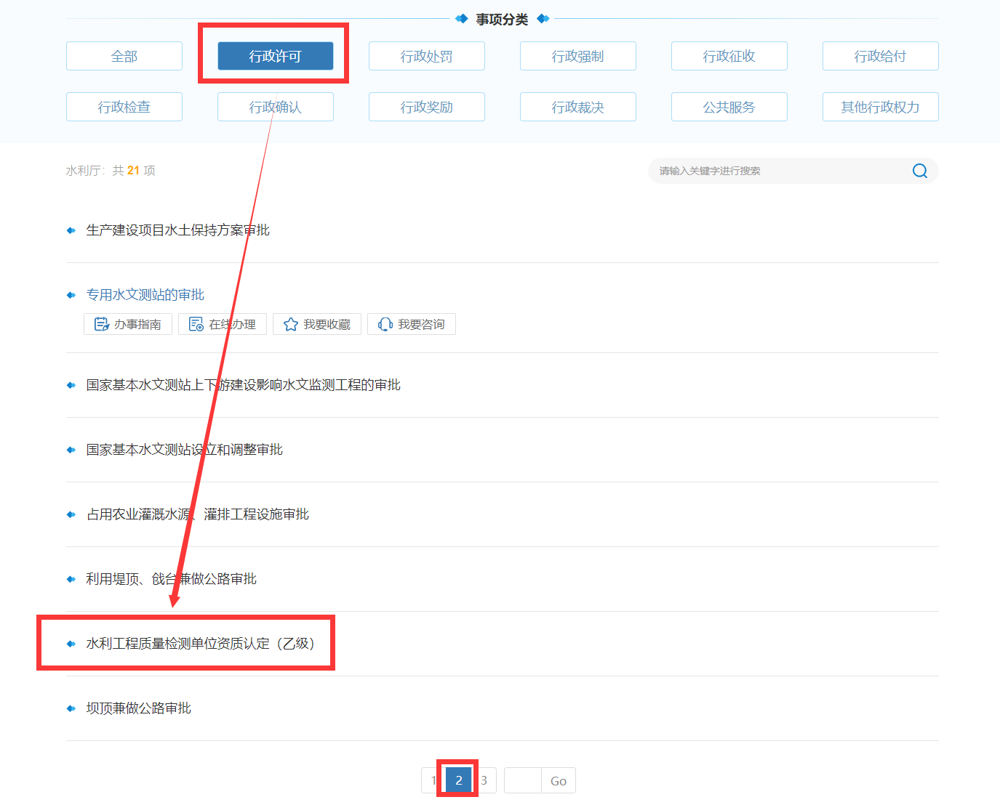 事项分类
全部 行政许可 行政处罚 行政强制 行政征收 行政给付
行政检查 行政确认 行政奖励 行政裁决 公共服务 其他行政权力
水利厅：共 21 项 请输入关键字进行搜索
生产建设项目水土保持方案审批
专用水文测站的审批
办事指南 在线办理 我要收藏 我要咨询
国家基本水文测站上下游建设影响水文监测工程的审批
国家基本水文测站设立和调整审批
占用农业灌溉水源、灌排工程设施审批
利用堤顶、戗台兼做公路审批
水利工程质量检测单位资质认定（乙级）
坝顶兼做公路审批
1 2 3 Go